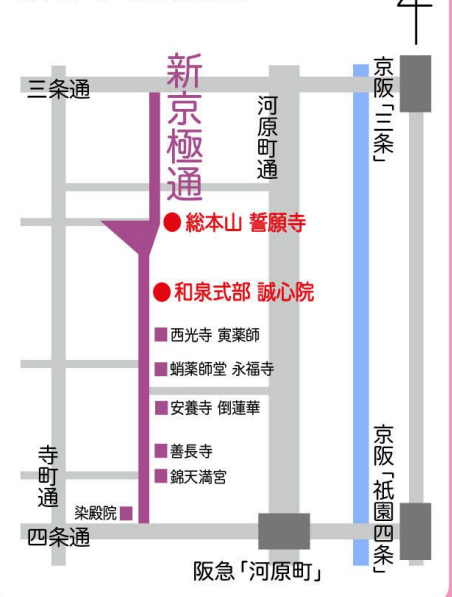 三条通
新京極通
河原町通
京阪「三条」
総本山 誓願寺
和泉式部 誠心院
西光寺 寅薬師
蛸薬師堂 永福寺
安養寺 倒蓮華
善長寺
錦天満宮
寺町通
染殿院
四条通
京阪「祇園四条」
阪急「河原町」